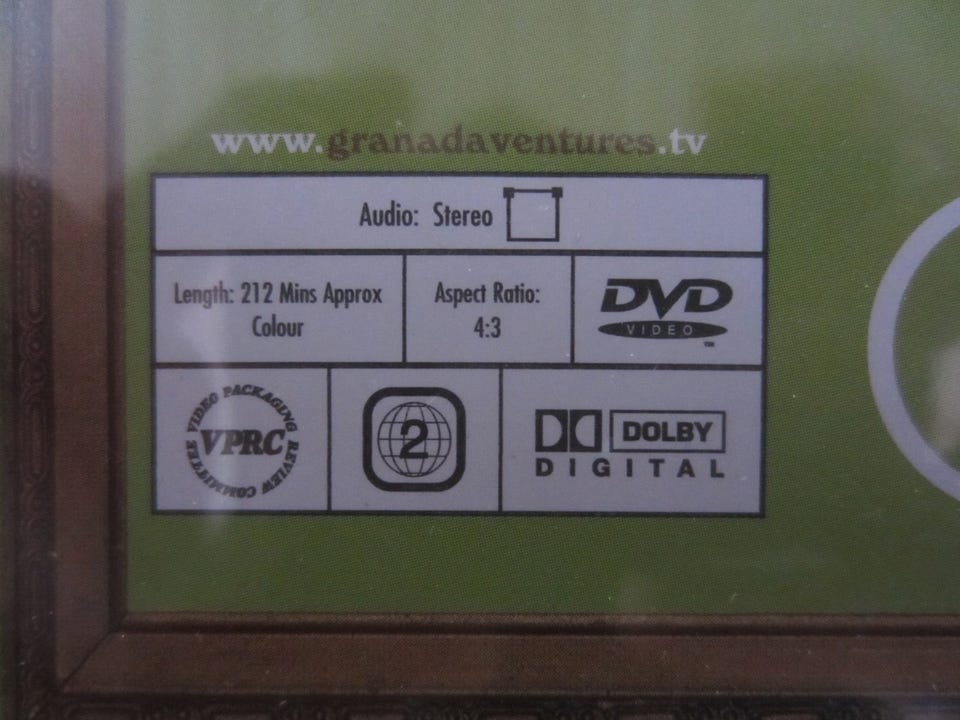 www.granadaventures.tv
Audio: Stereo
Length: 212 Mins Approx
Colour
Aspect Ratio:
4:3
DVD
VIDEO
TM
VIDEO PACKAGING REVIEW COMMITTEE
VPRC
2
DOLBY
DIGITAL